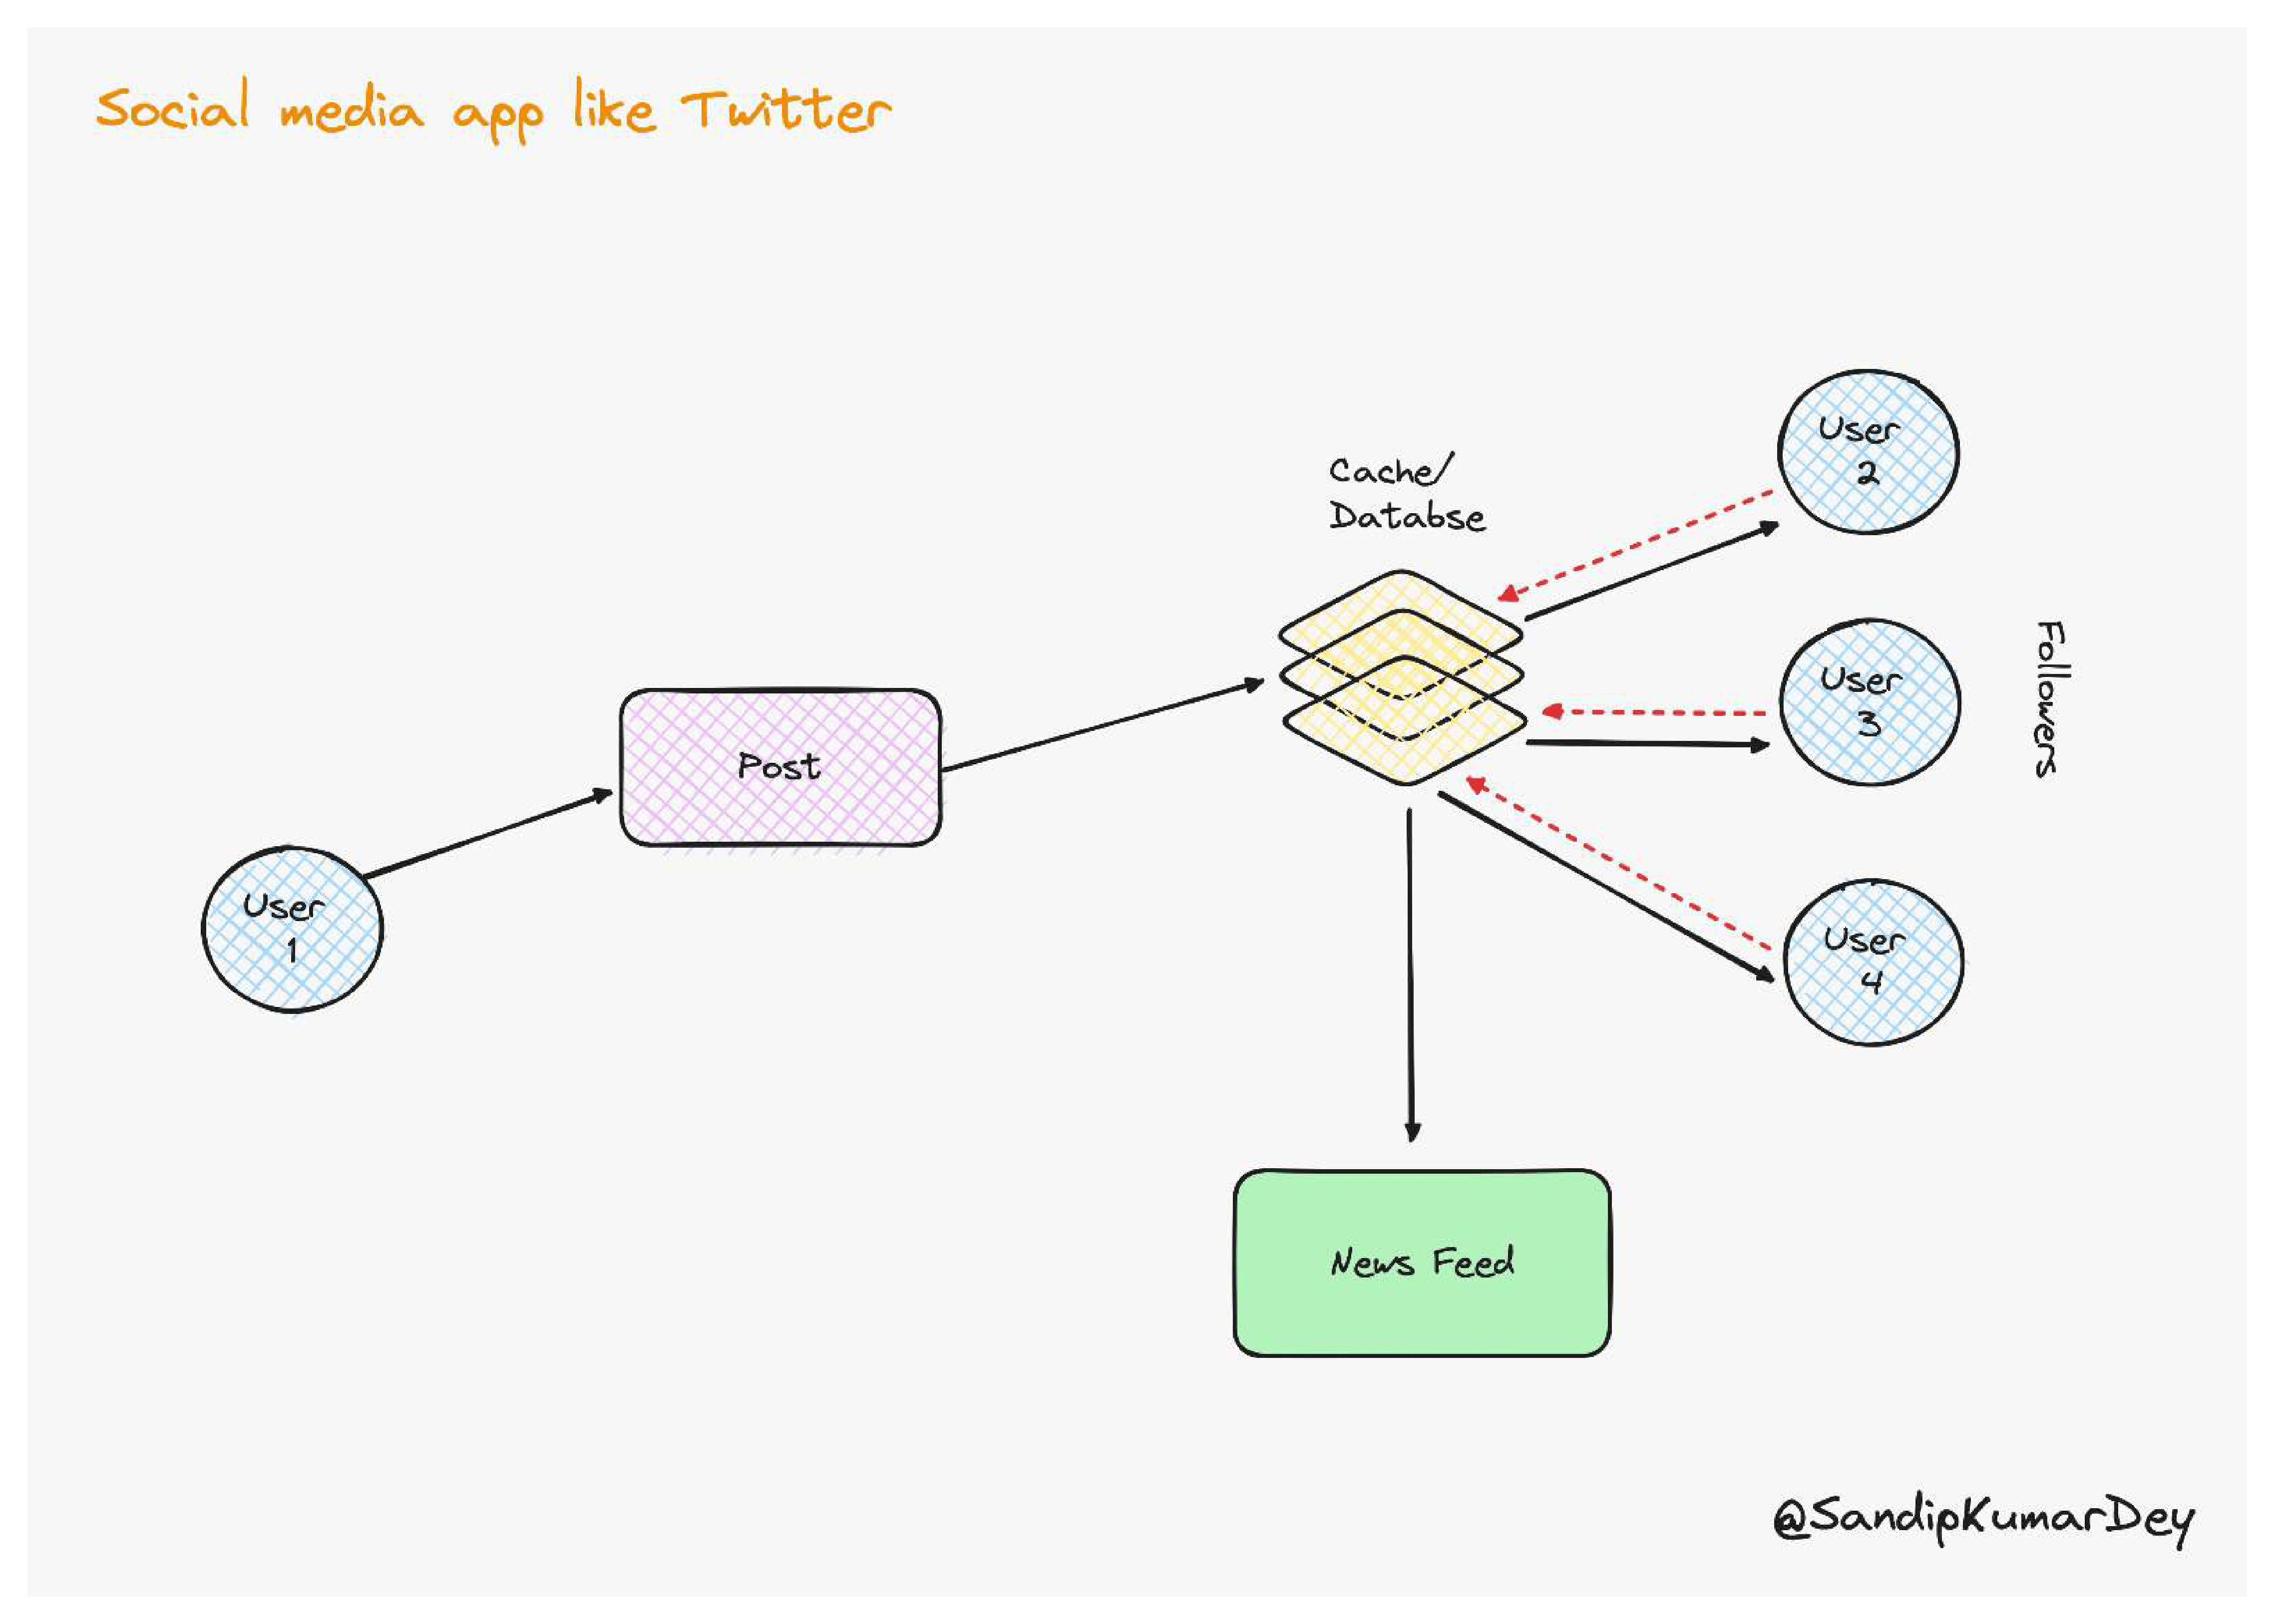 Social media app like Twitter
Cache/
Databse
User
2
User
3
Followers
Post
User
1
User
4
News Feed
@SandipKumarDey